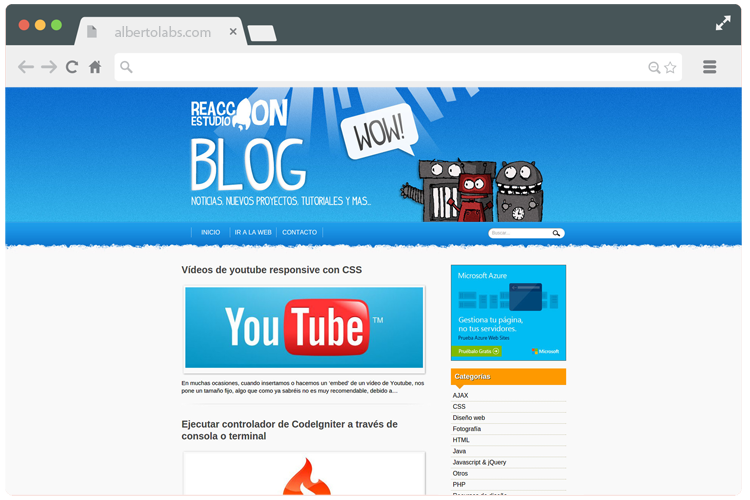 albertolabs.com
REACCION
ESTUDIO
WOW!
BLOG
NOTICIAS, NUEVOS PROYECTOS, TUTORIALES Y MAS...
INICIO
IR A LA WEB
CONTACTO
Buscar...
Vídeos de youtube responsive con CSS
YouTube™
En muchas ocasiones, cuando insertamos o hacemos un 'embed' de un vídeo de Youtube, nos
pone un tamaño fijo, algo que como ya sabréis no es muy recomendable, debido a…
Ejecutar controlador de CodeIgniter a través de
consola o terminal
Microsoft Azure
Gestiona tu página,
no tus servidores.
Prueba Azure Web Sites
Pruébalo Gratis
Microsoft
Categorías
AJAX
CSS
Diseño web
Fotografía
HTML
Java
Javascript & jQuery
Otros
PHP
Recursos de diseño